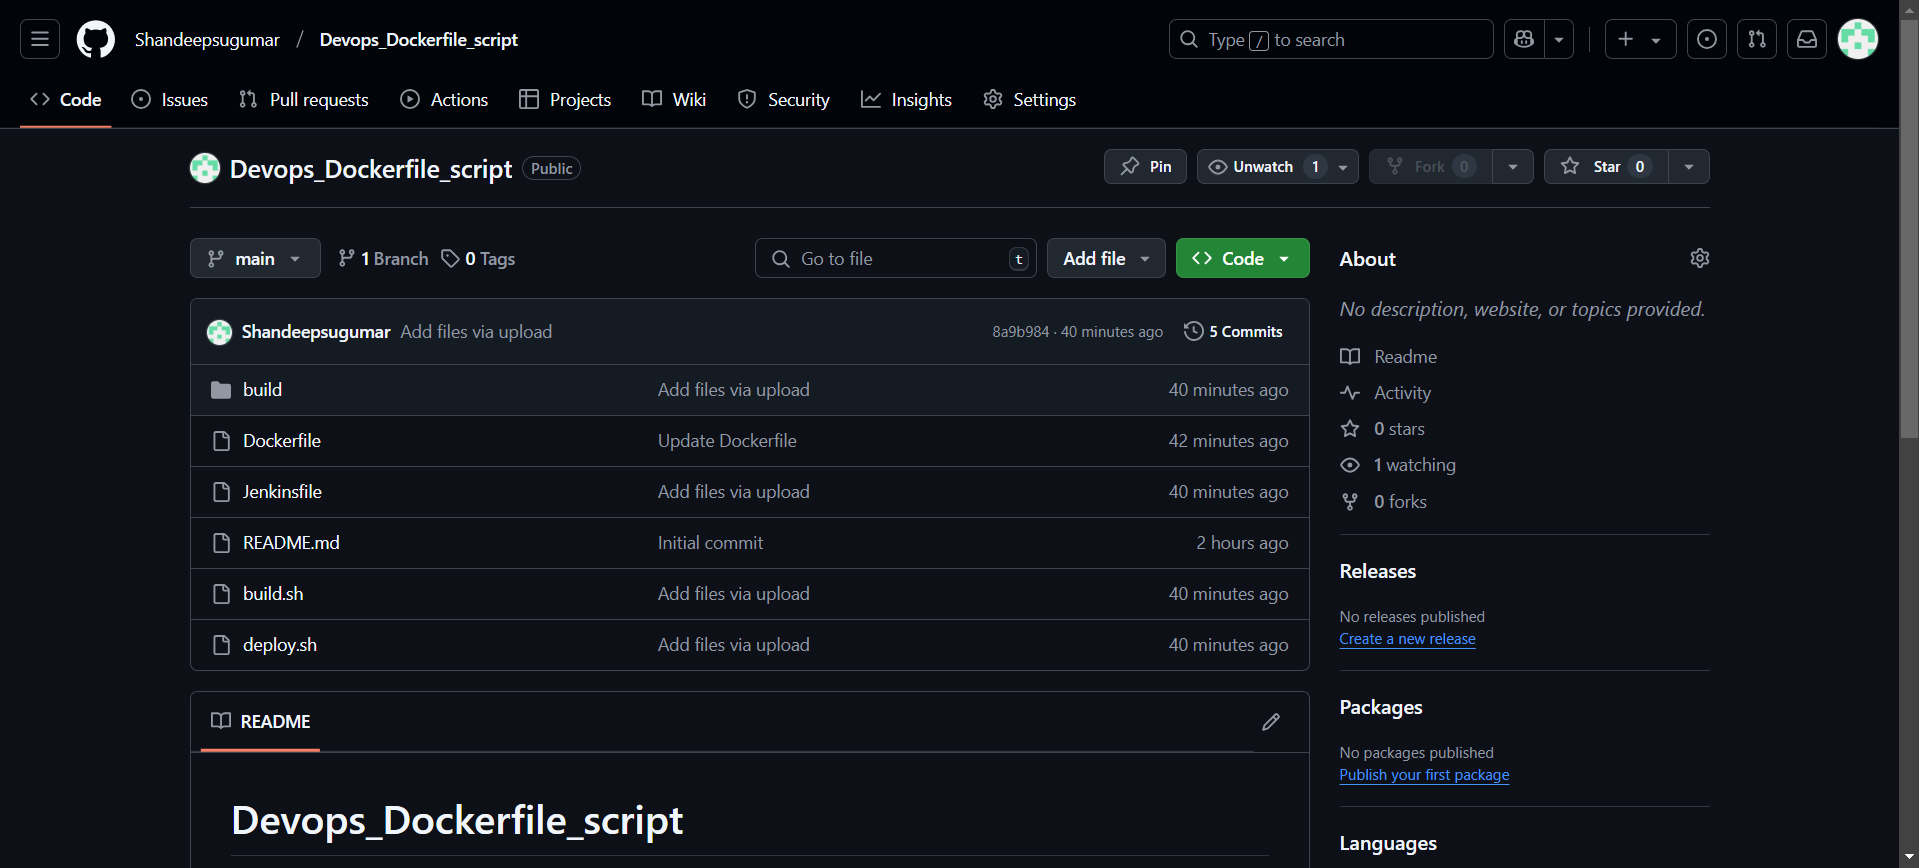 Shandeepsugumar / Devops_Dockerfile_script
Type / to search
Code Issues Pull requests Actions Projects Wiki Security Insights Settings
Devops_Dockerfile_script Public
Pin Unwatch 1 Fork 0 Star 0
main 1 Branch 0 Tags Go to file t Add file Code
Shandeepsugumar Add files via upload 8a9b984 · 40 minutes ago 5 Commits
build Add files via upload 40 minutes ago
Dockerfile Update Dockerfile 42 minutes ago
Jenkinsfile Add files via upload 40 minutes ago
README.md Initial commit 2 hours ago
build.sh Add files via upload 40 minutes ago
deploy.sh Add files via upload 40 minutes ago
README
Devops_Dockerfile_script
About
No description, website, or topics provided.
Readme
Activity
0 stars
1 watching
0 forks
Releases
No releases published
Create a new release
Packages
No packages published
Publish your first package
Languages